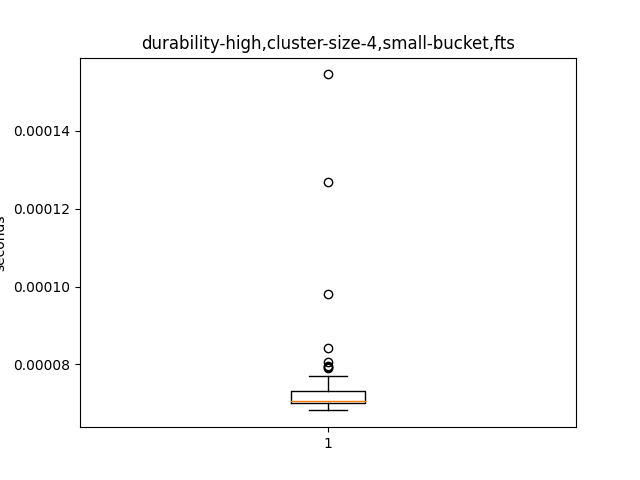 durability-high,cluster-size-4,small-bucket,fts
0.00014
0.00012
0.00010
0.00008
seconds
1